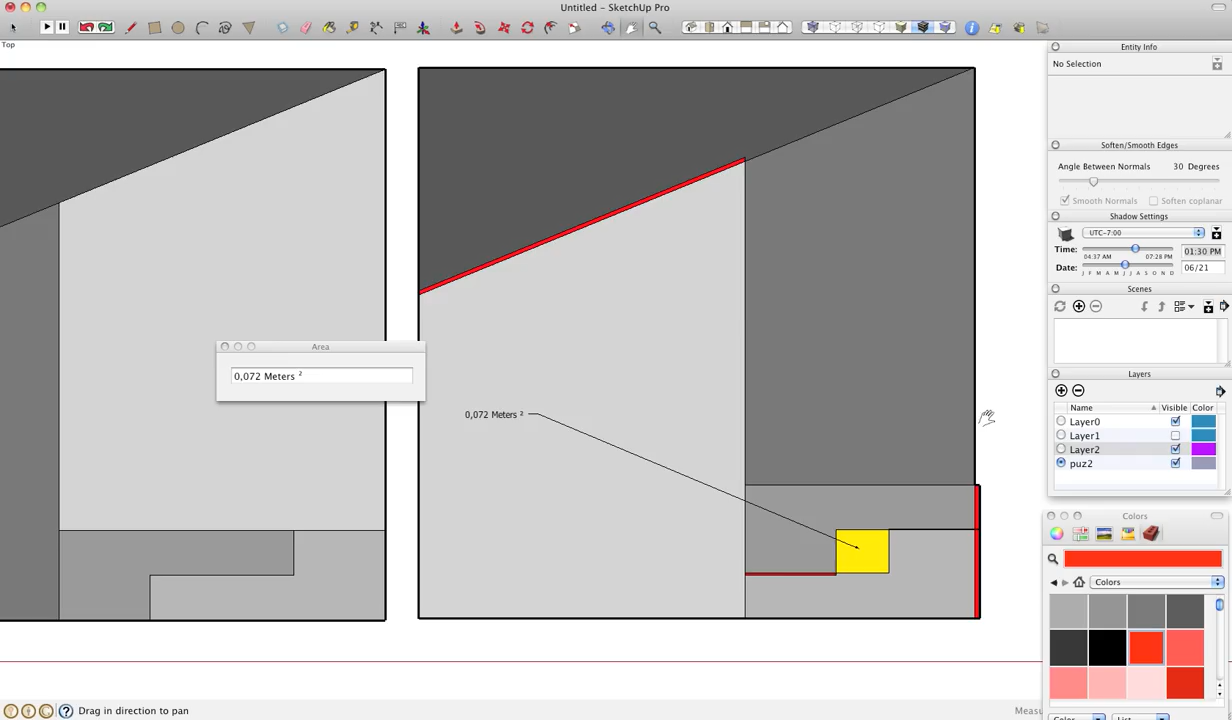 Untitled – SketchUp Pro
Top
Entity Info
No Selection
Soften/Smooth Edges
Angle Between Normals 30 Degrees
Smooth Normals Soften coplanar
Shadow Settings
UTC-7:00
Time: 01:30 PM
04:37 AM 07:28 PM
Date: 06/21
J F M A M J J A S O N D
Scenes
Area
0,072 Meters ²
0,072 Meters ²
Layers
Name Visible Color
Layer0
Layer1
Layer2
puz2
Colors
Colors
Drag in direction to pan
Measu
Color List